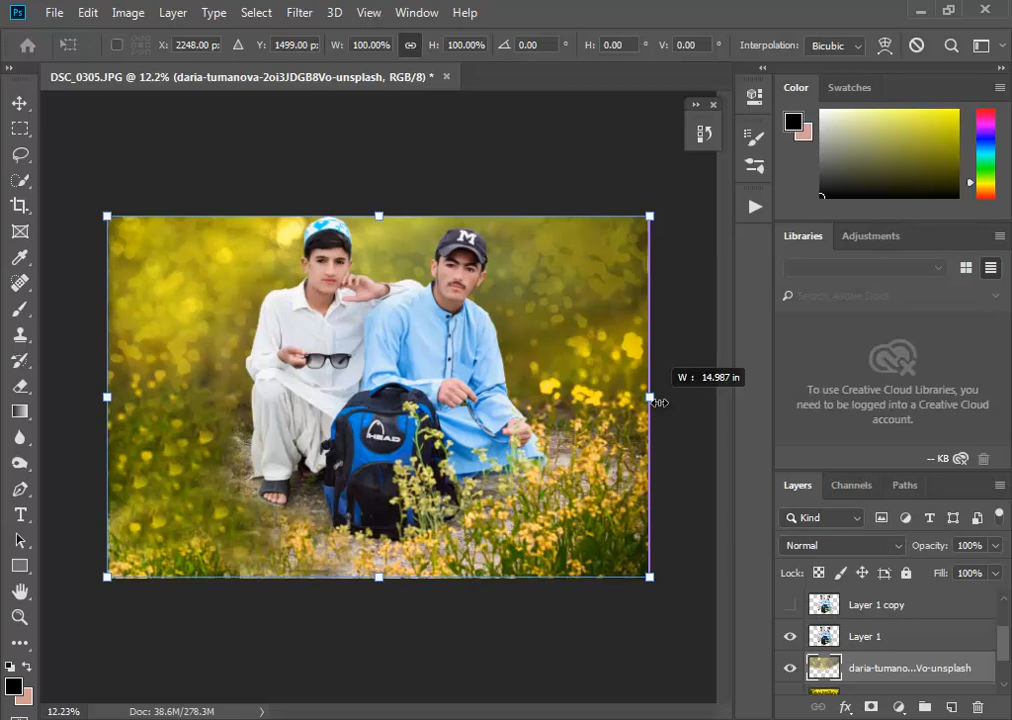 Ps File Edit Image Layer Type Select Filter 3D View Window Help
X: 2248.00 p: Y: 1499.00 p: W: 100.00% H: 100.00% 0.00 ° H: 0.00 ° V: 0.00 ° Interpolation: Bicubic
DSC_0305.JPG @ 12.2% (daria-tumanova-2oi3JDGB8Vo-unsplash, RGB/8) * ×
Color Swatches
M
HEAD
W : 14.987 in
Libraries Adjustments
Search Adobe Stock
To use Creative Cloud Libraries, you
need to be logged into a Creative Cloud
account.
-- KB
Layers Channels Paths
Kind
Normal Opacity: 100%
Lock: Fill: 100%
Layer 1 copy
Layer 1
daria-tumano...Vo-unsplash
12.23% Doc: 38.6M/278.3M